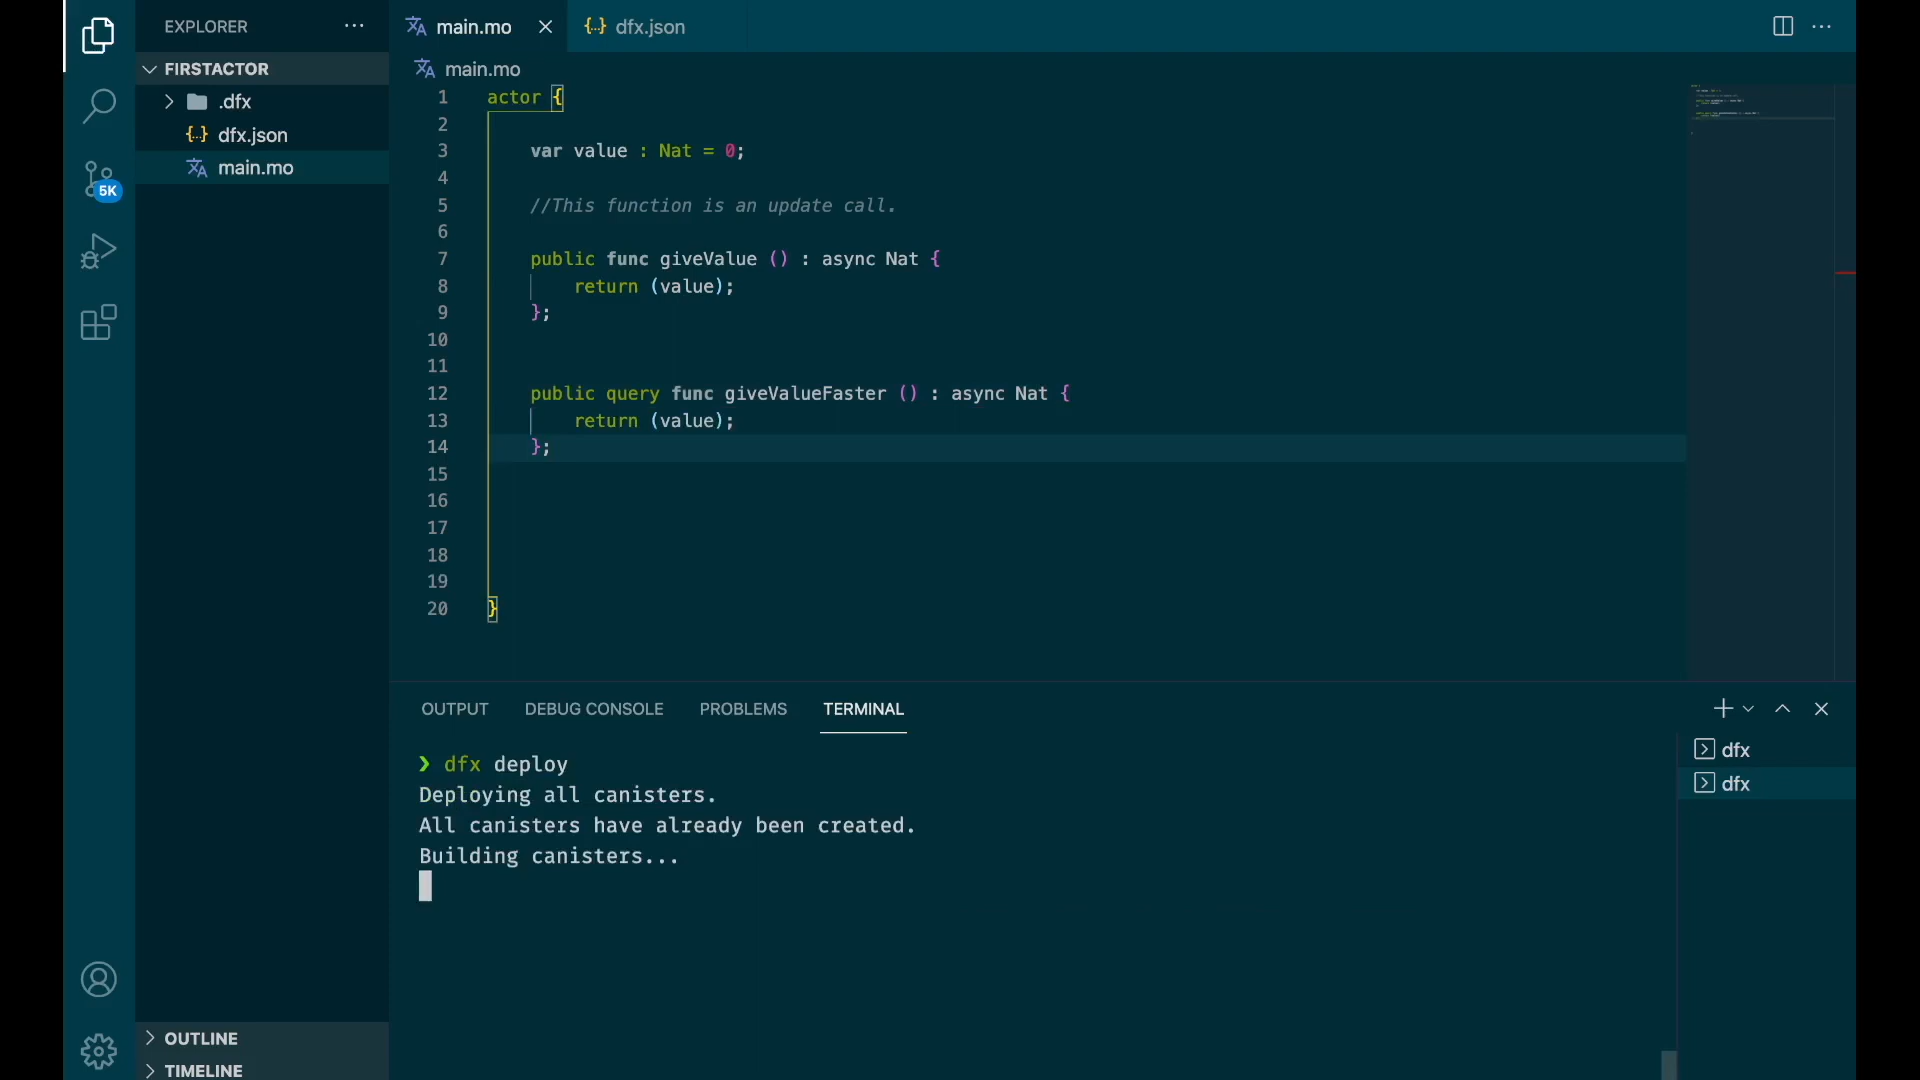 EXPLORER
main.mo
dfx.json
FIRSTACTOR
.dfx
dfx.json
main.mo
5K
main.mo
1 actor {
2
3 var value : Nat = 0;
4
5 //This function is an update call.
6
7 public func giveValue () : async Nat {
8 return (value);
9 };
10
11
12 public query func giveValueFaster () : async Nat {
13 return (value);
14 };
15
16
17
18
19
20 }
OUTPUT DEBUG CONSOLE PROBLEMS TERMINAL
❯ dfx deploy
Deploying all canisters.
All canisters have already been created.
Building canisters...
dfx
dfx
OUTLINE
TIMELINE